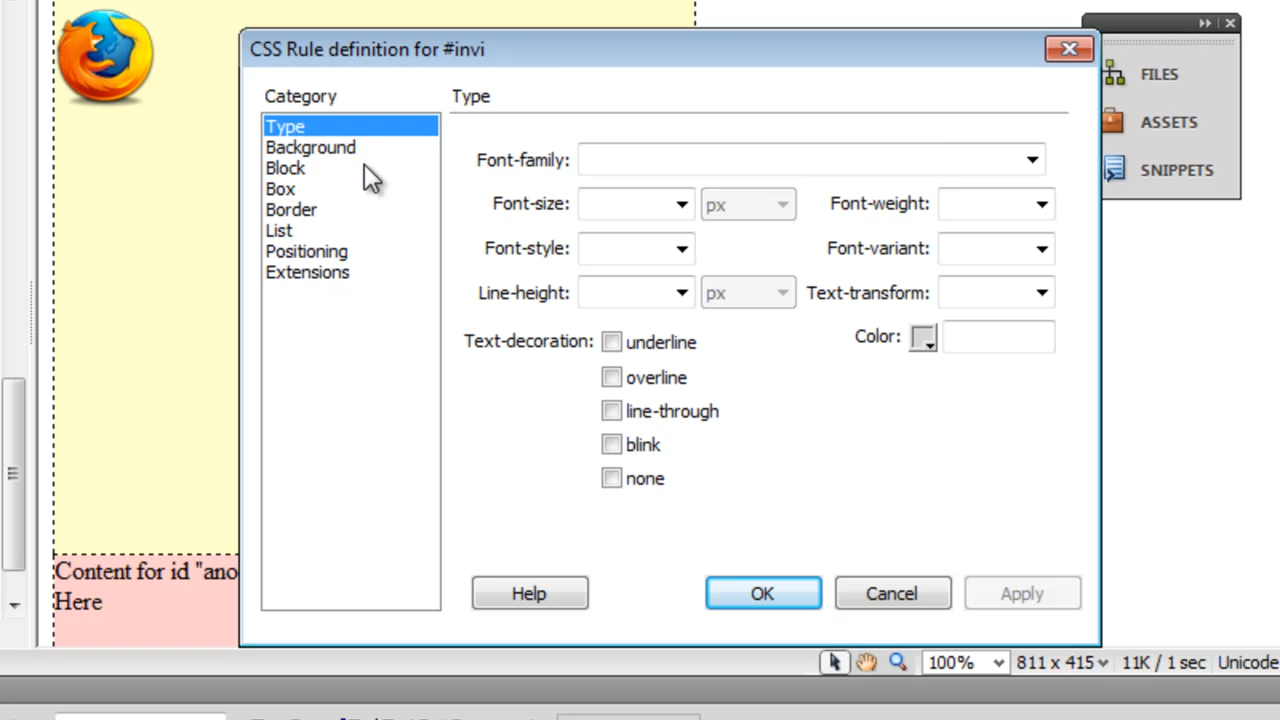 CSS Rule definition for #invi
Category
Type
Type
Background
Block
Box
Border
List
Positioning
Extensions
Font-family:
Font-size: px Font-weight:
Font-style: Font-variant:
Line-height: px Text-transform:
Text-decoration: underline Color:
overline
line-through
blink
none
Help OK Cancel Apply
FILES
ASSETS
SNIPPETS
Content for id "ano
Here
100% 811 x 415 11K / 1 sec Unicode